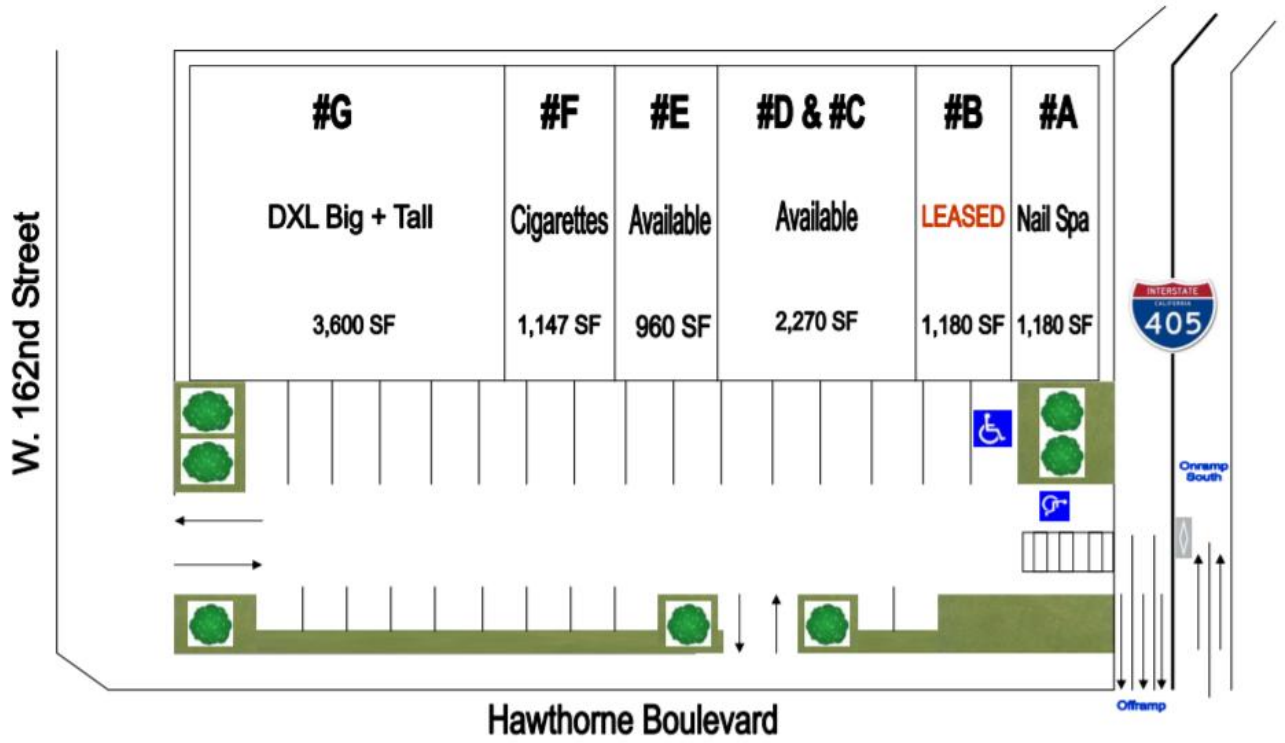 #G
#F
#E
#D & #C
#B
#A
DXL Big + Tall
Cigarettes
Available
Available
LEASED
Nail Spa
3,600 SF
1,147 SF
960 SF
2,270 SF
1,180 SF
1,180 SF
W. 162nd Street
INTERSTATE
CALIFORNIA
405
Onramp
South
Offramp
Hawthorne Boulevard